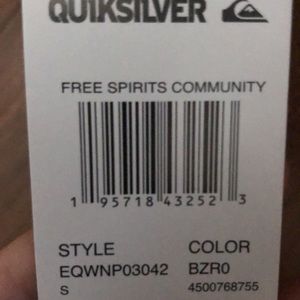 QUIKSILVER
FREE SPIRITS COMMUNITY
1 95718 43252 3
STYLE COLOR
EQWNP03042 BZR0
S 4500768755